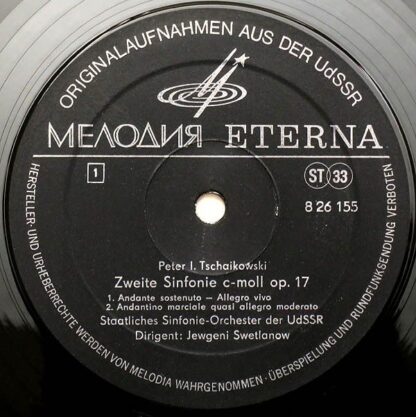 ORIGINALAUFNAHMEN AUS DER UdSSR
МЕЛОДИЯ ETERNA
1
ST 33
8 26 155
Peter I. Tschaikowski
Zweite Sinfonie c-moll op. 17
1. Andante sostenuto – Allegro vivo
2. Andantino marciale quasi allegro moderato
Staatliches Sinfonie-Orchester der UdSSR
Dirigent: Jewgeni Swetlanow
HERSTELLER- UND URHEBERRECHTE WERDEN VON MELODIA WAHRGENOMMEN · ÜBERSPIELUNG UND RUNDFUNKSENDUNG VERBOTEN